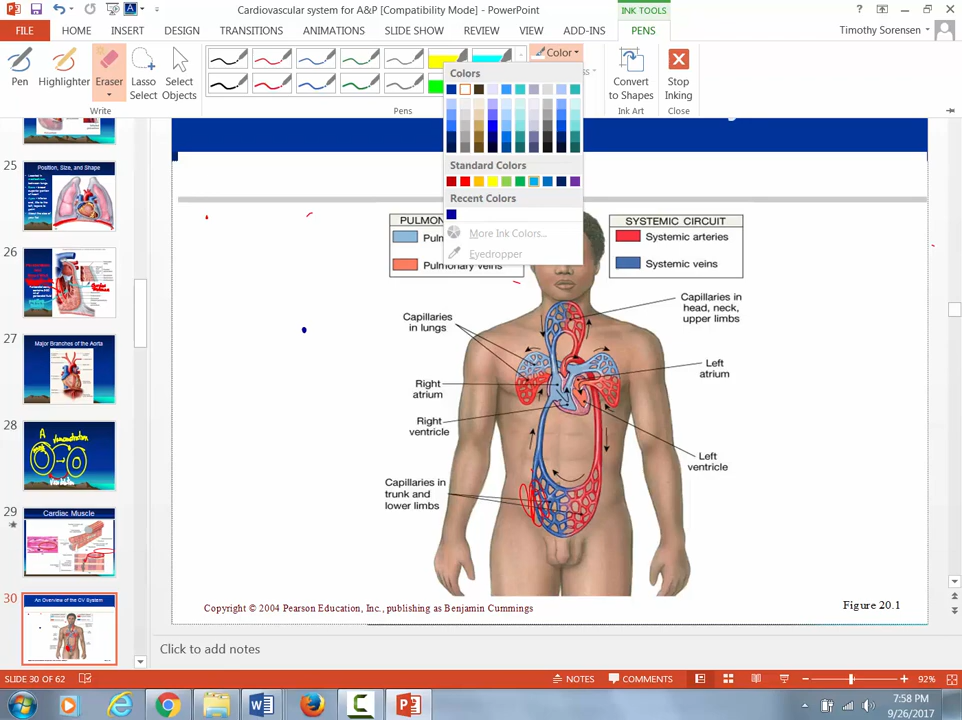 Cardiovascular system for A&P [Compatibility Mode] - PowerPoint
INK TOOLS
FILE
HOME
INSERT
DESIGN
TRANSITIONS
ANIMATIONS
SLIDE SHOW
REVIEW
VIEW
ADD-INS
PENS
Timothy Sorensen
Pen
Highlighter
Eraser
Lasso
Select
Select
Objects
Color
Convert
to Shapes
Stop
Inking
Write
Pens
Ink Art
Close
Colors
Standard Colors
Recent Colors
More Ink Colors...
Eyedropper
25
Position, Size, and Shape
26
27
Major Branches of the Aorta
28
A
29
Cardiac Muscle
30
An Overview of the CV System
PULMON
Pulm
Pulmonary veins
SYSTEMIC CIRCUIT
Systemic arteries
Systemic veins
Capillaries in
head, neck,
upper limbs
Capillaries
in lungs
Left
atrium
Right
atrium
Right
ventricle
Left
ventricle
Capillaries in
trunk and
lower limbs
Copyright © 2004 Pearson Education, Inc., publishing as Benjamin Cummings
Figure 20.1
Click to add notes
SLIDE 30 OF 62
NOTES
COMMENTS
92%
7:58 PM
9/26/2017